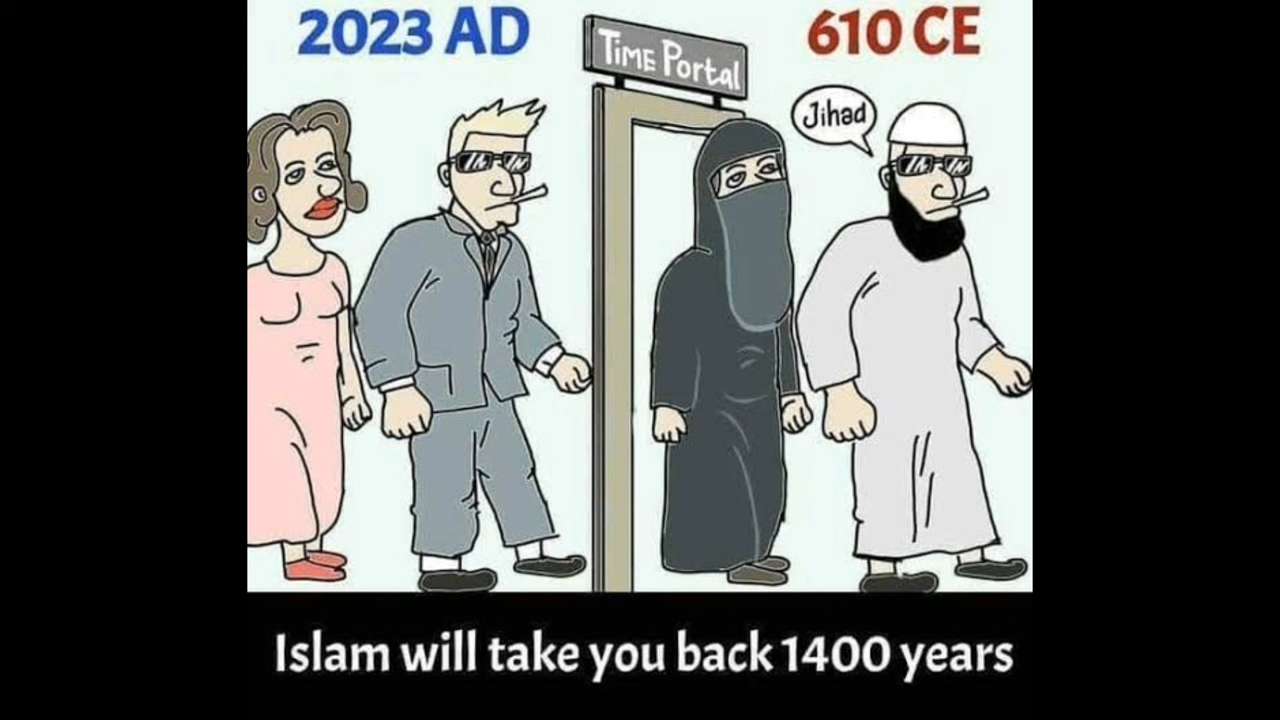 2023 AD
Time Portal
610 CE
Jihad
Islam will take you back 1400 years